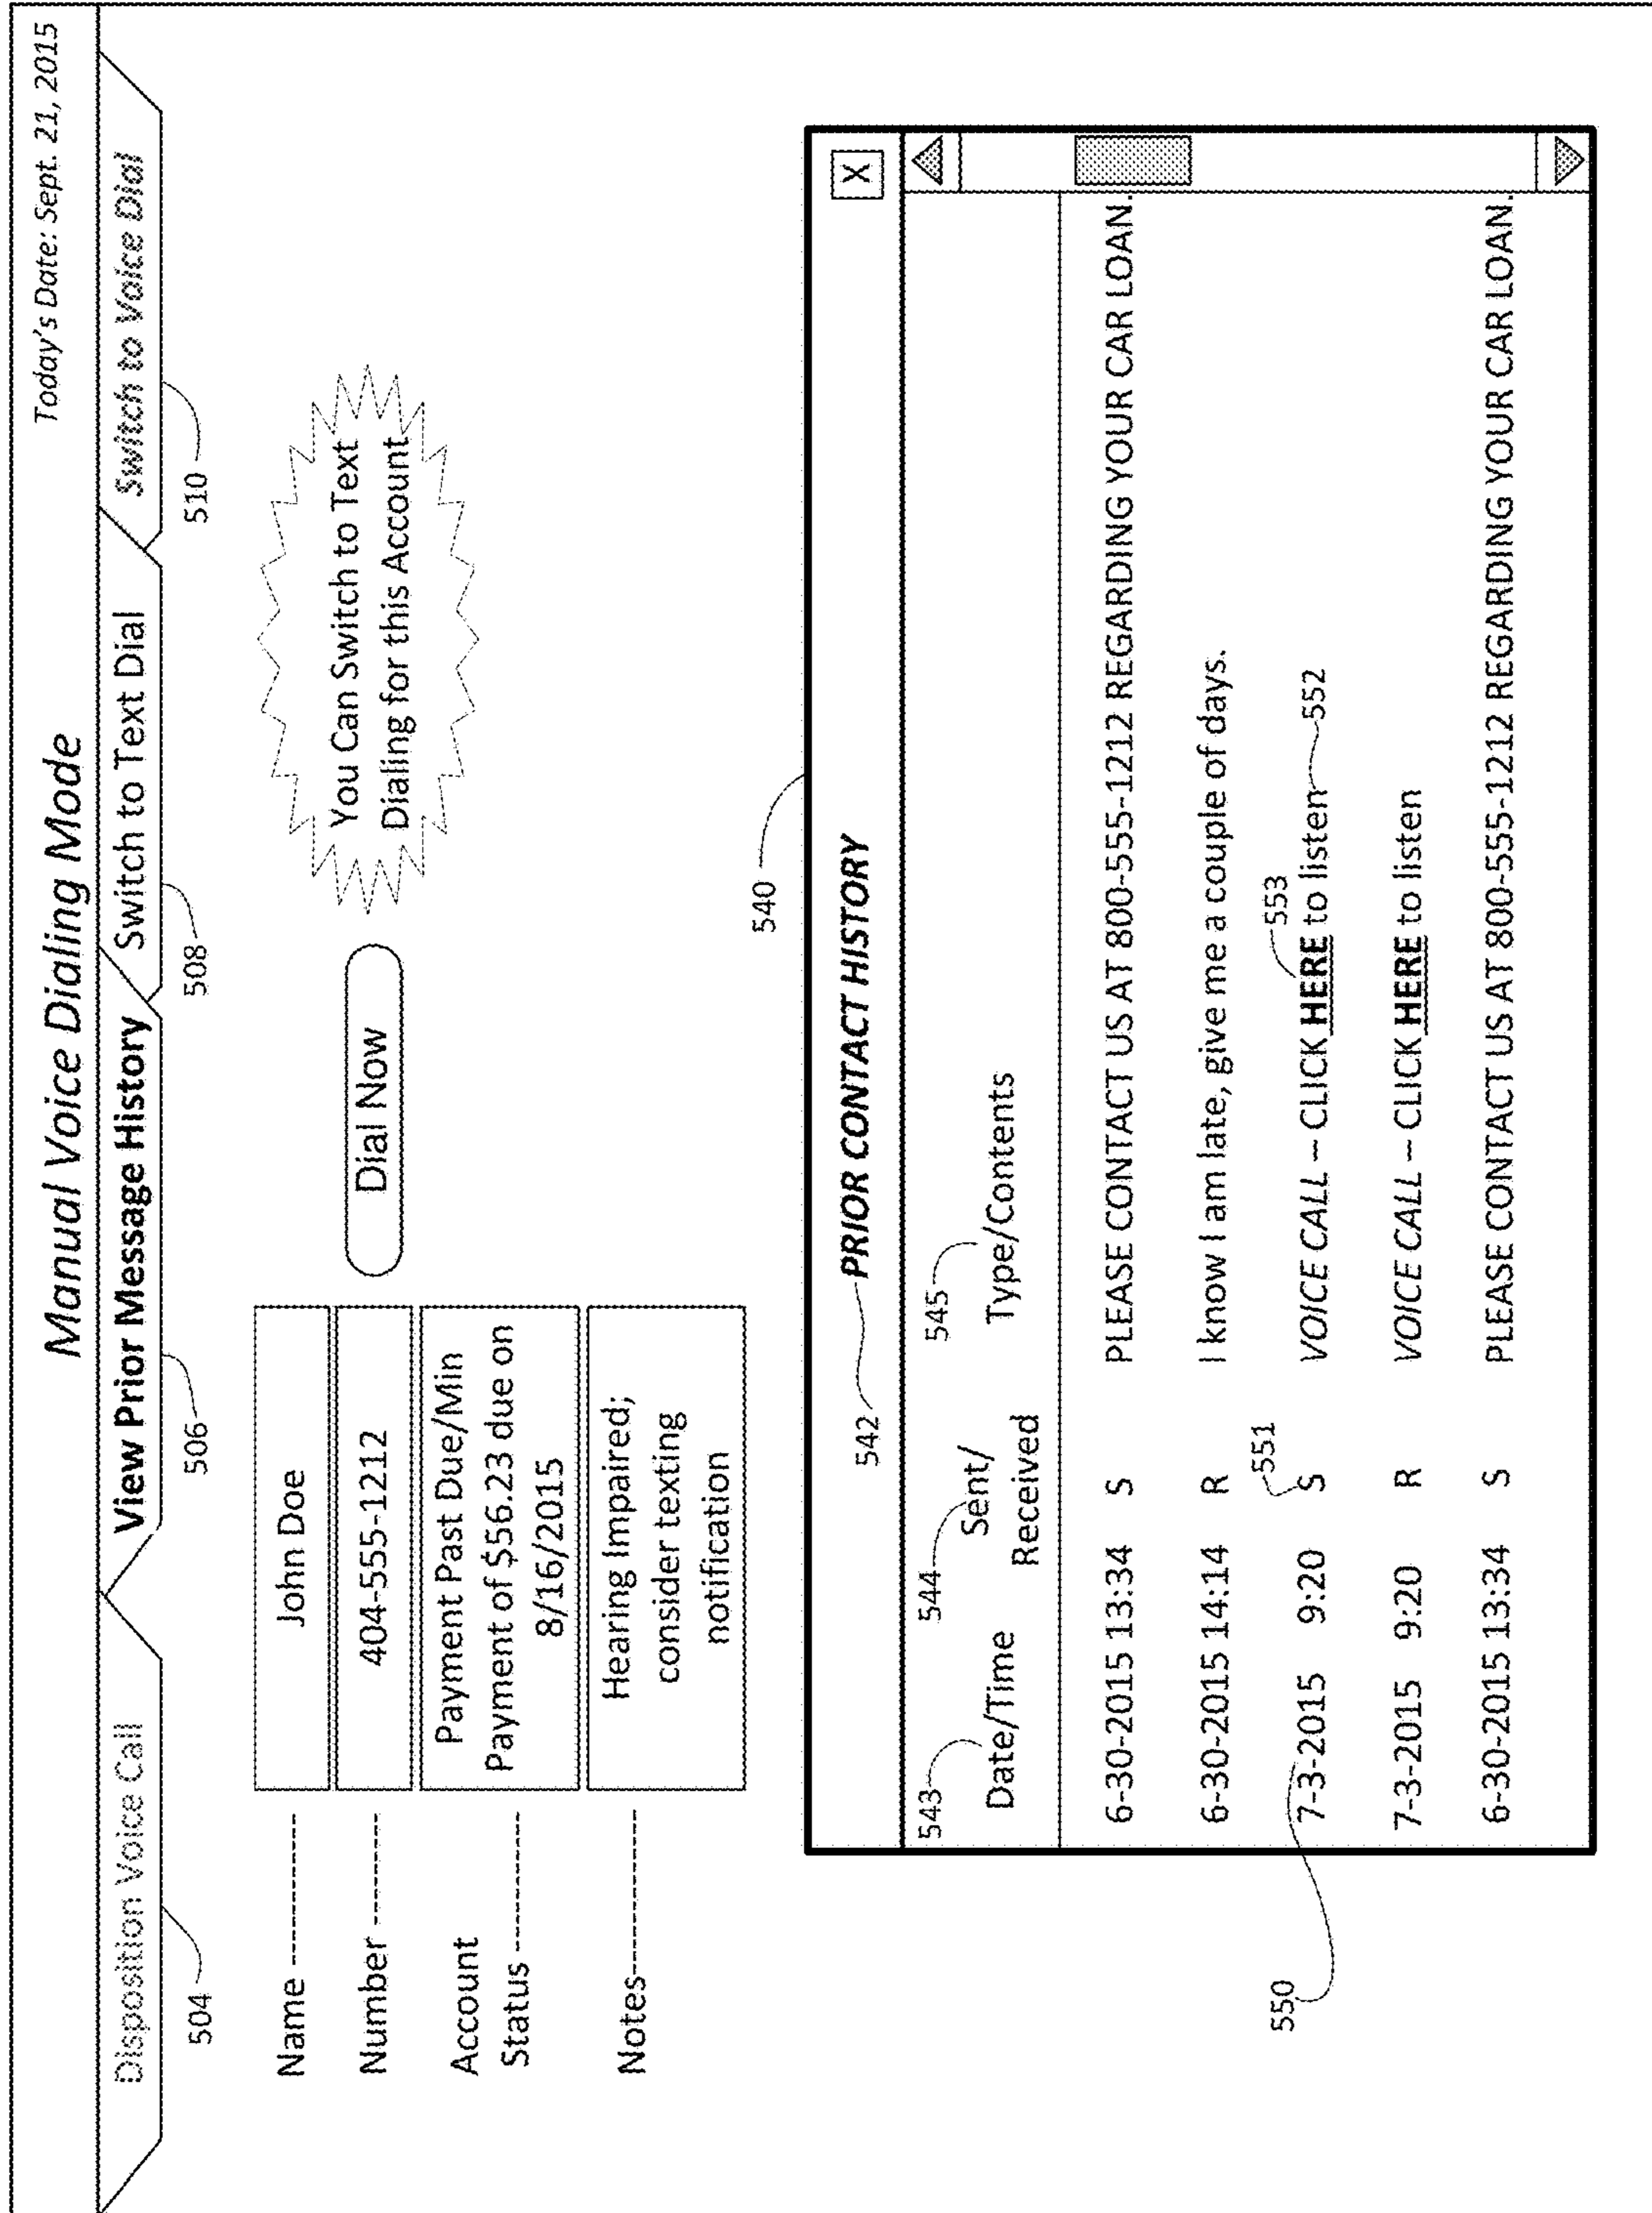 Manual Voice Dialing Mode
Today's Date: Sept. 21, 2015
Disposition Voice Call
View Prior Message History
Switch to Text Dial
Switch to Voice Dial
504
506
508
510
Name
John Doe
Number
404-555-1212
Dial Now
You Can Switch to Text
Dialing for this Account
Account
Status
Payment Past Due/Min
Payment of $56.23 due on
8/16/2015
Notes
Hearing Impaired;
consider texting
notification
540
542
PRIOR CONTACT HISTORY
X
543
544
545
Date/Time
Sent/
Received
Type/Contents
6-30-2015 13:34 S PLEASE CONTACT US AT 800-555-1212 REGARDING YOUR CAR LOAN.
6-30-2015 14:14 R I know I am late, give me a couple of days.
551
553
7-3-2015 9:20 S VOICE CALL – CLICK HERE to listen
552
550
7-3-2015 9:20 R VOICE CALL – CLICK HERE to listen
6-30-2015 13:34 S PLEASE CONTACT US AT 800-555-1212 REGARDING YOUR CAR LOAN.